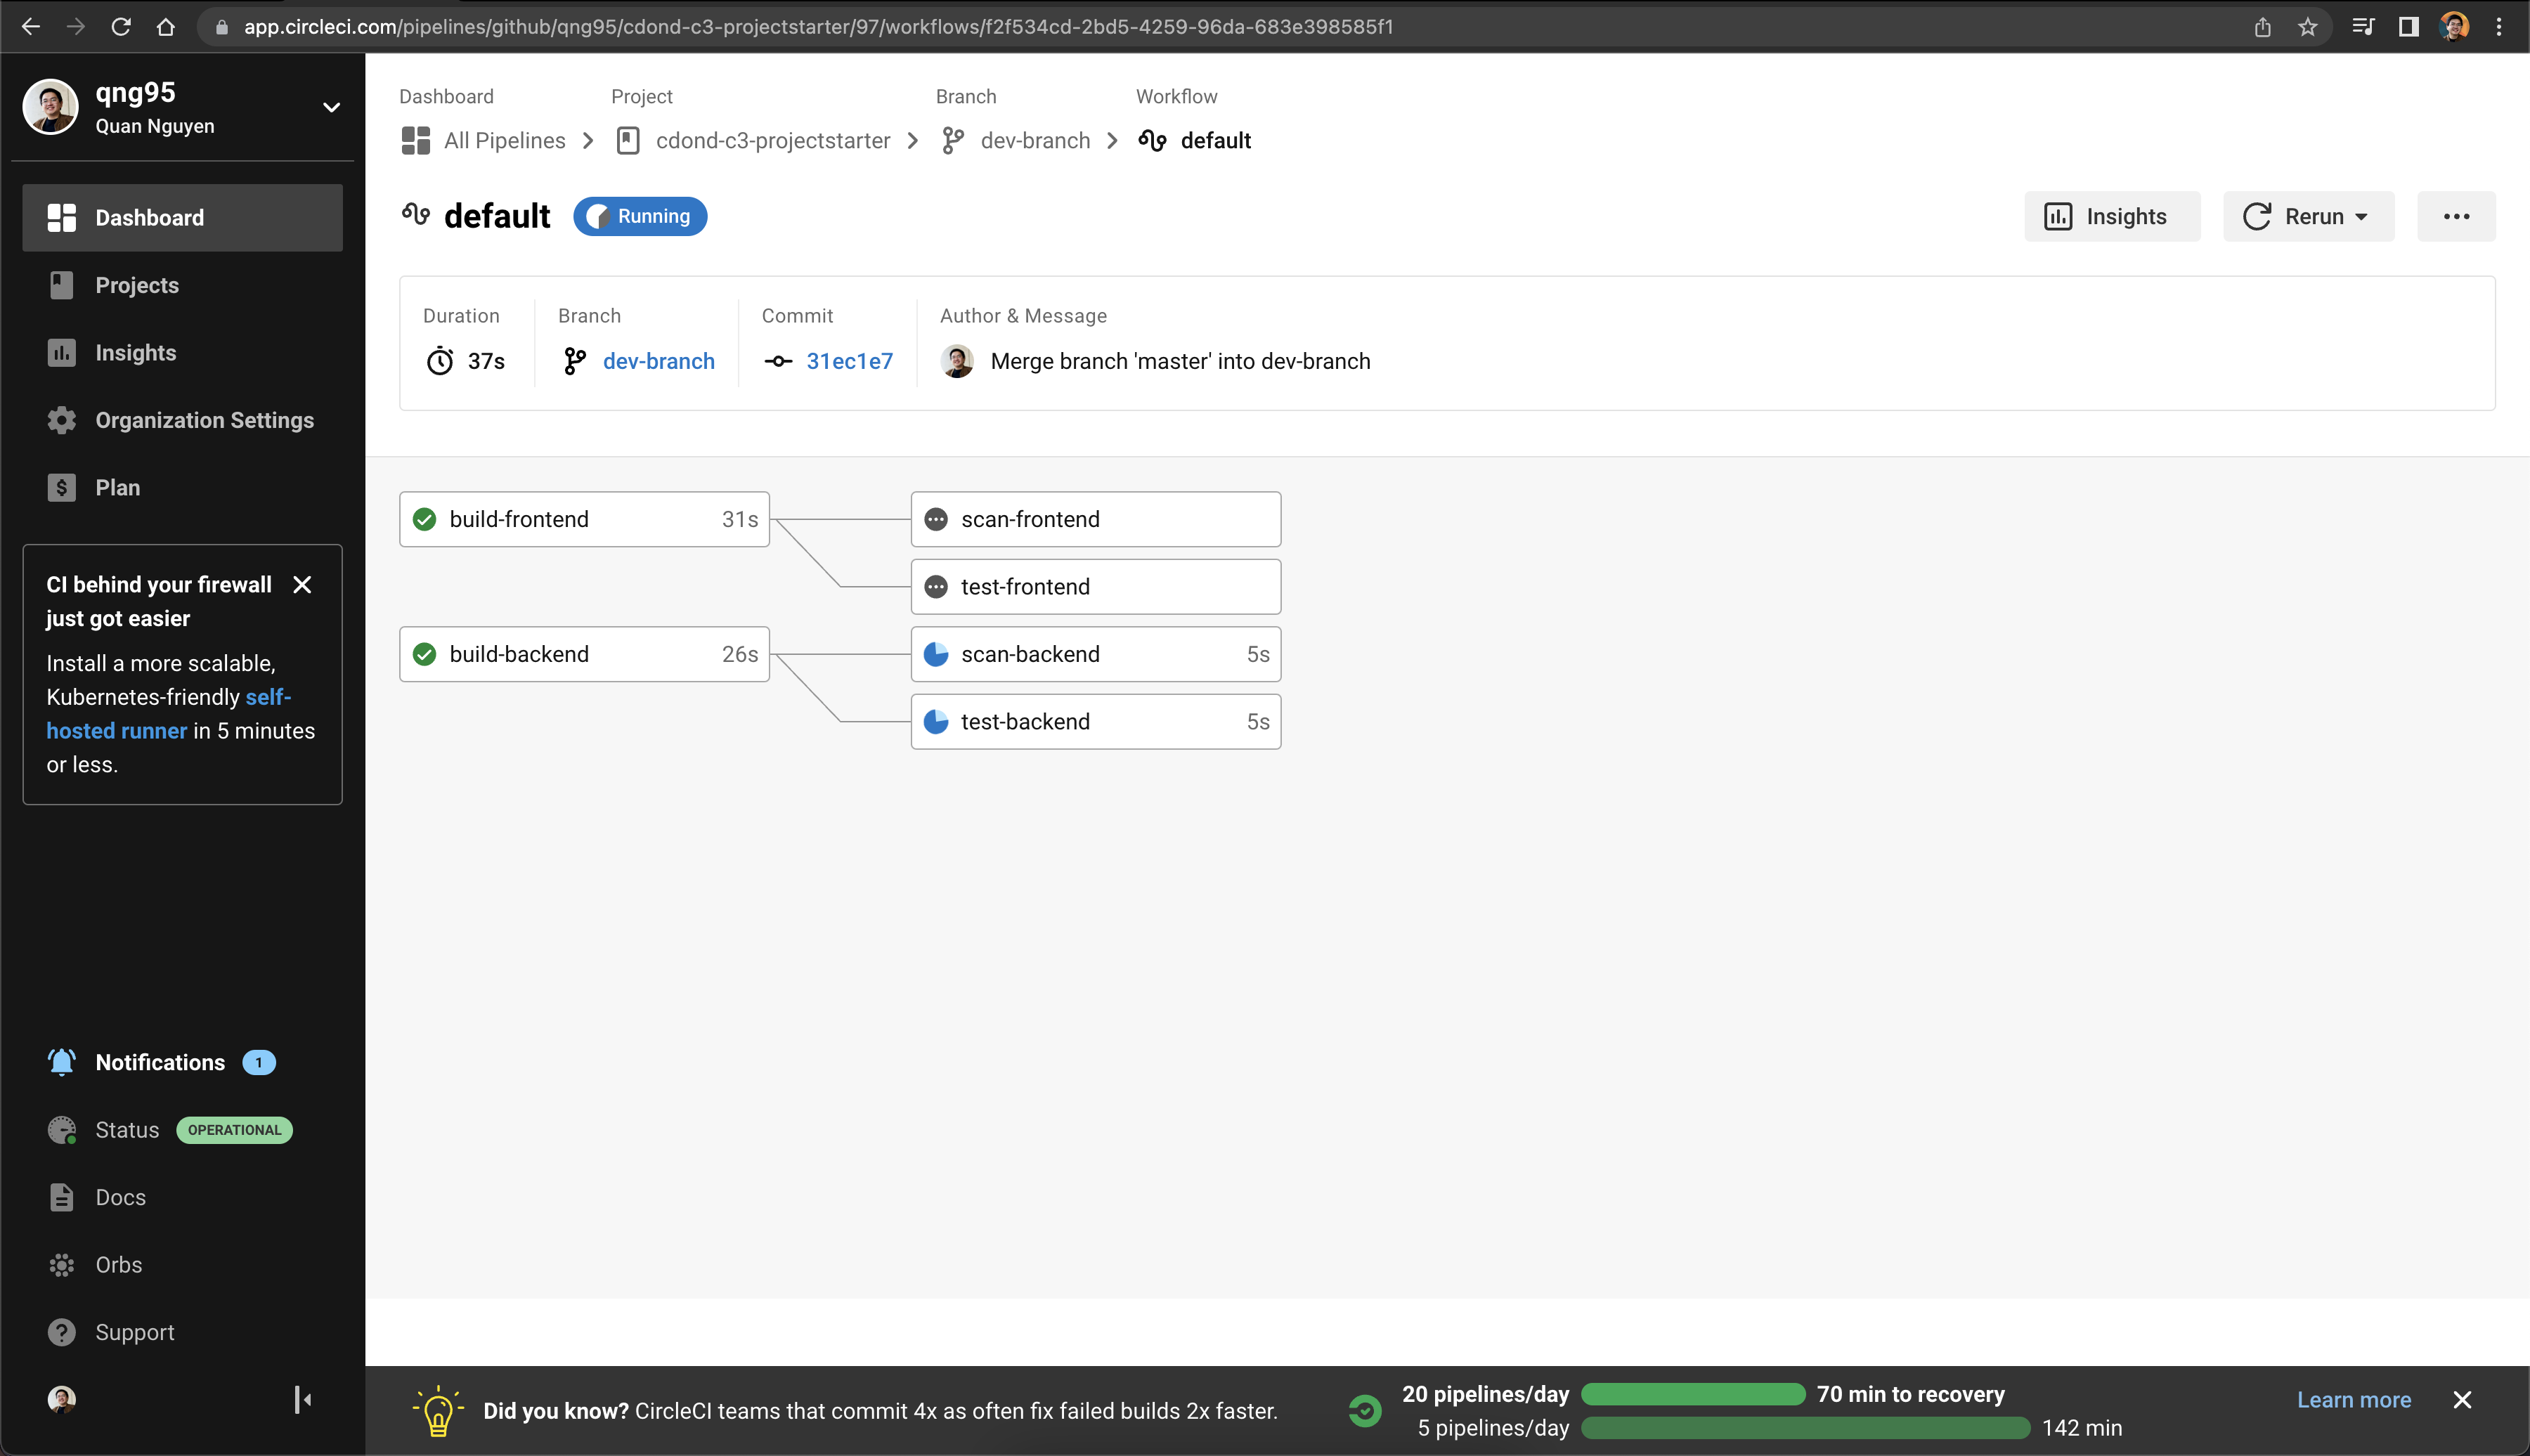 app.circleci.com/pipelines/github/qng95/cdond-c3-projectstarter/97/workflows/f2f534cd-2bd5-4259-96da-683e398585f1
qng95
Quan Nguyen
Dashboard
Projects
Insights
Organization Settings
Plan
CI behind your firewall
just got easier
Install a more scalable,
Kubernetes-friendly self-
hosted runner in 5 minutes
or less.
Notifications 1
Status OPERATIONAL
Docs
Orbs
Support
Dashboard Project Branch Workflow
All Pipelines cdond-c3-projectstarter dev-branch default
default Running
Insights Rerun
Duration Branch Commit Author & Message
37s dev-branch 31ec1e7 Merge branch 'master' into dev-branch
build-frontend 31s scan-frontend
test-frontend
build-backend 26s scan-backend 5s
test-backend 5s
Did you know? CircleCI teams that commit 4x as often fix failed builds 2x faster.
20 pipelines/day 70 min to recovery
5 pipelines/day 142 min
Learn more